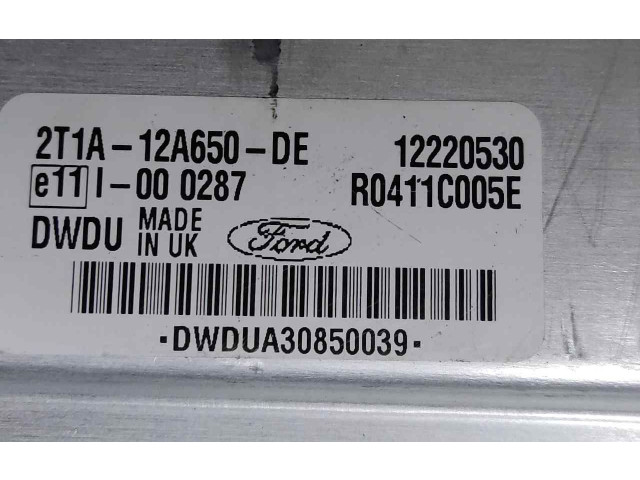 2T1A-12A650-DE 12220530
e11 I-00 0287 R0411C005E
DWDU MADE IN UK Ford
·DWDUA30850039·